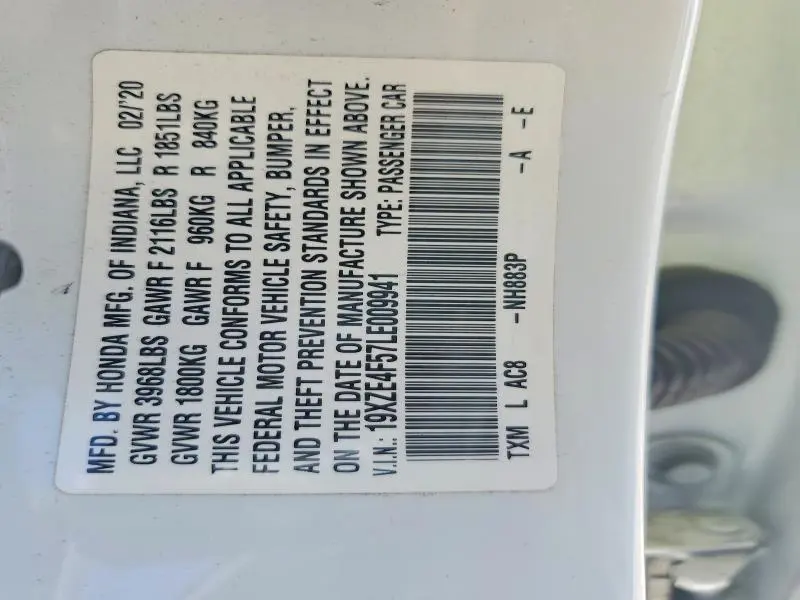 MFD. BY HONDA MFG. OF INDIANA, LLC 02/'20
GVWR 3968LBS GAWR F 2116LBS R 1851LBS
GVWR 1800KG GAWR F 960KG R 840KG
THIS VEHICLE CONFORMS TO ALL APPLICABLE
FEDERAL MOTOR VEHICLE SAFETY, BUMPER,
AND THEFT PREVENTION STANDARDS IN EFFECT
ON THE DATE OF MANUFACTURE SHOWN ABOVE.
V.I.N.: 19XZE4F57LE009941 TYPE: PASSENGER CAR
TXM L AC8 -NH883P -A -E